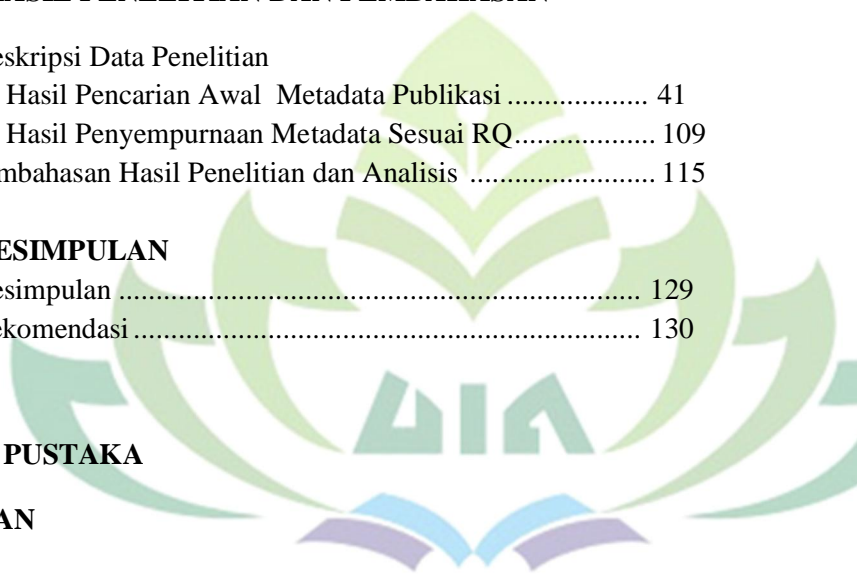 eskripsi Data Penelitian
Hasil Pencarian Awal Metadata Publikasi ................... 41
Hasil Penyempurnaan Metadata Sesuai RQ................... 109
mbahasan Hasil Penelitian dan Analisis ......................... 115
ESIMPULAN
esimpulan ...................................................................... 129
ekomendasi .................................................................... 130
PUSTAKA
AN
UIN